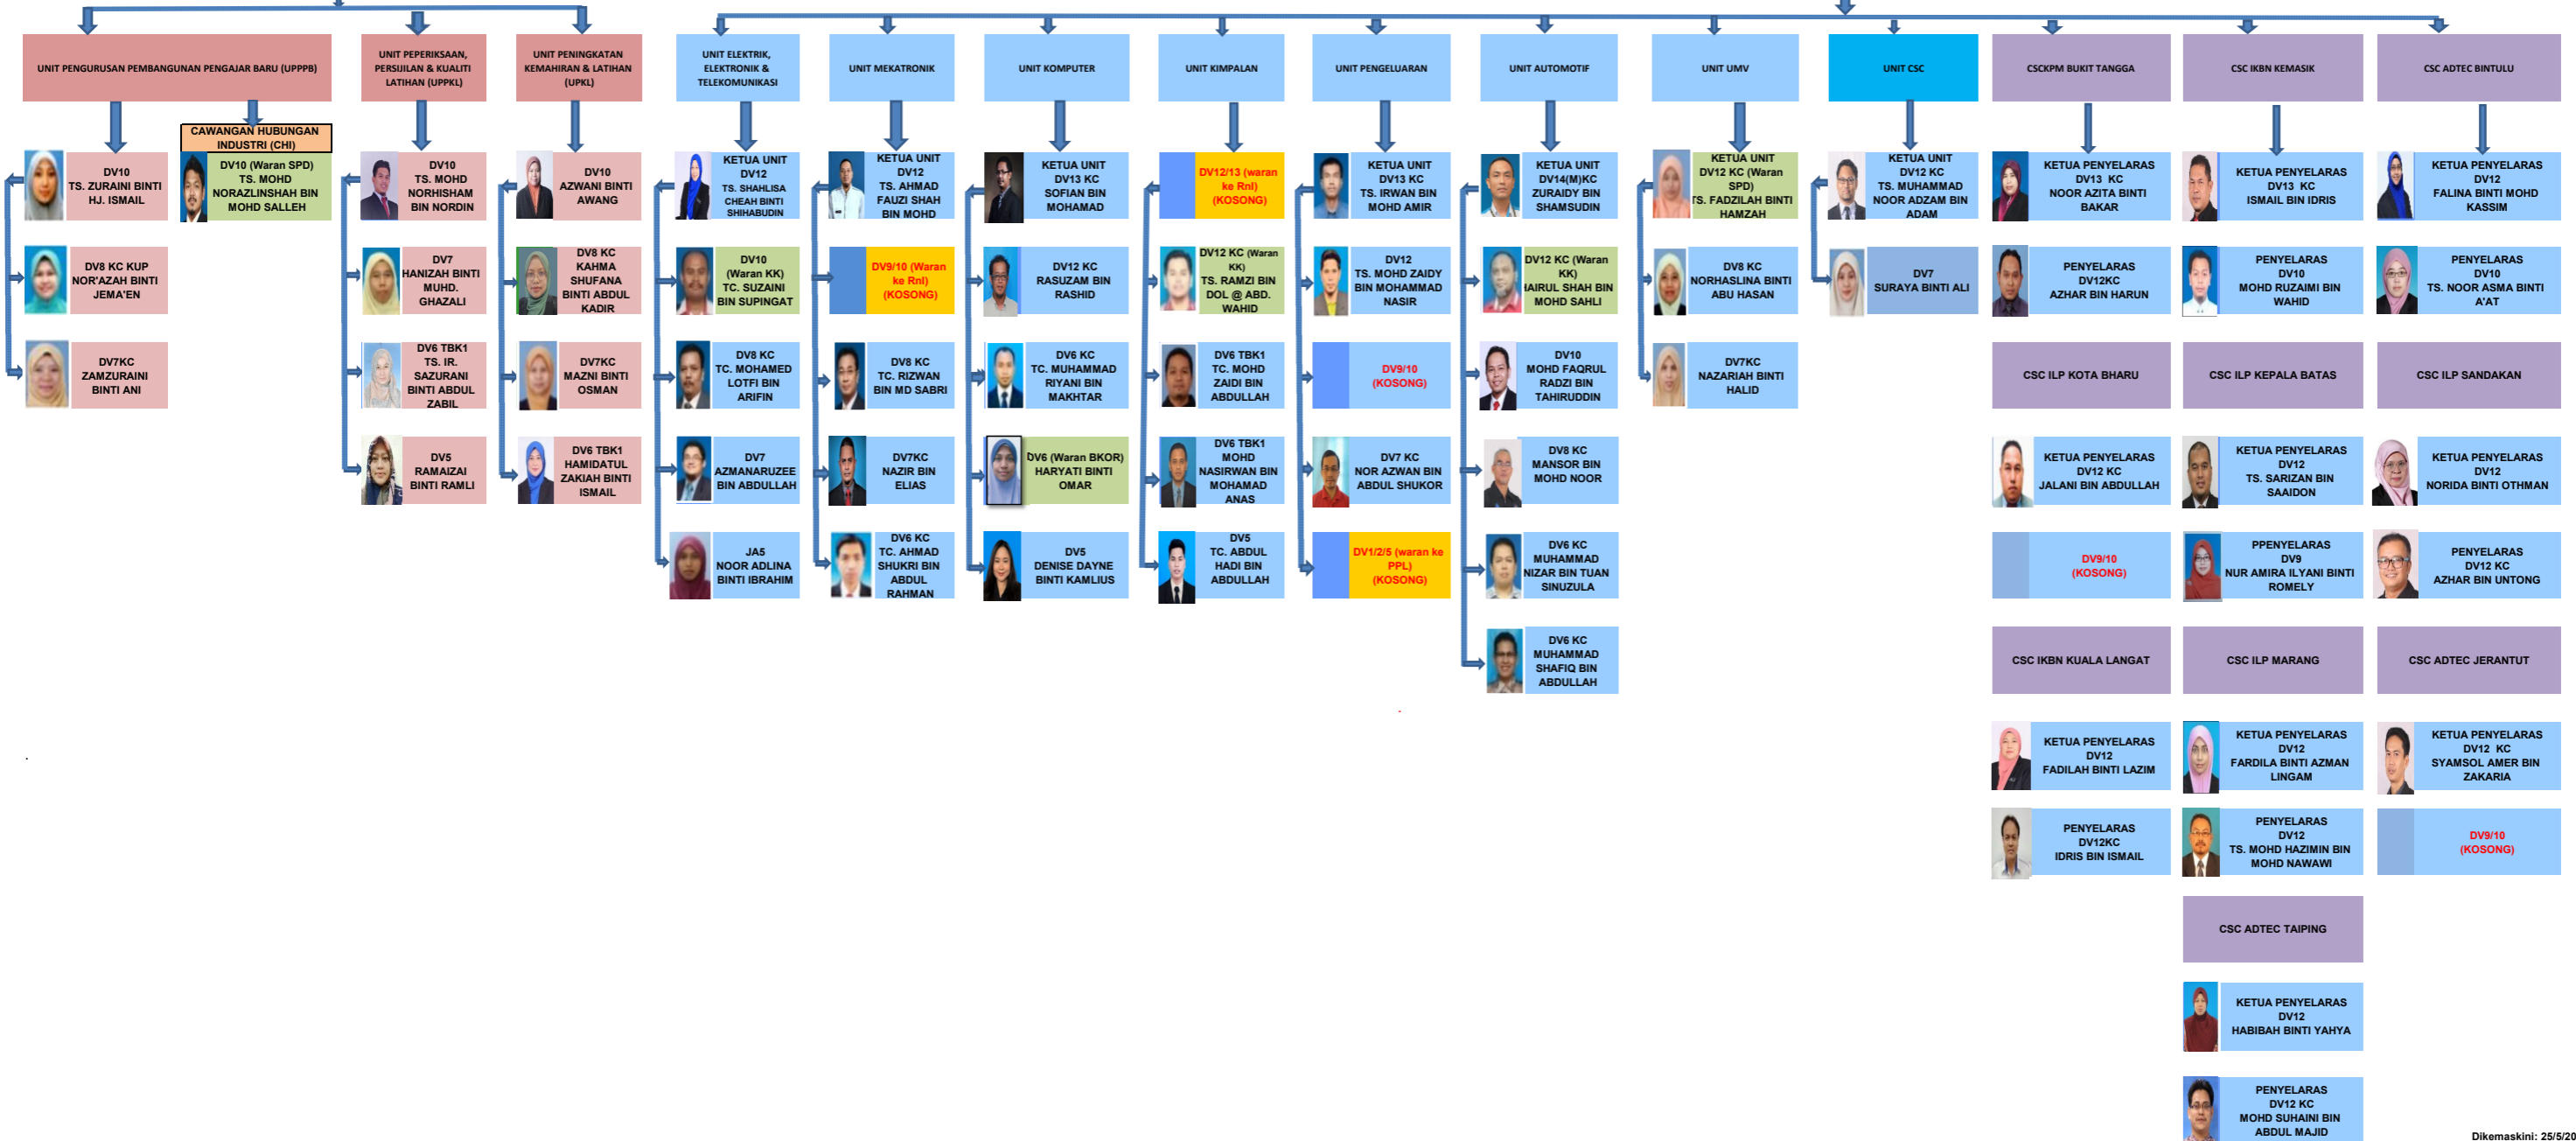 UNIT PENGURUSAN PEMBANGUNAN PENGAJAR BARU (UPPPB)
UNIT PEPERIKSAAN,
PERSIJILAN & KUALITI
LATIHAN (UPPKL)
UNIT PENINGKATAN
KEMAHIRAN & LATIHAN
(UPKL)
UNIT ELEKTRIK,
ELEKTRONIK &
TELEKOMUNIKASI
UNIT MEKATRONIK
UNIT KOMPUTER
UNIT KIMPALAN
UNIT PENGELUARAN
UNIT AUTOMOTIF
UNIT UMV
UNIT CSC
CSCKPM BUKIT TANGGA
CSC IKBN KEMASIK
CSC ADTEC BINTULU
DV10
TS. ZURAINI BINTI
HJ. ISMAIL
DV8 KC KUP
NOR'AZAH BINTI
JEMA'EN
DV7KC
ZAMZURAINI
BINTI ANI
CAWANGAN HUBUNGAN
INDUSTRI (CHI)
DV10 (Waran SPD)
TS. MOHD
NORAZLINSHAH BIN
MOHD SALLEH
DV10
TS. MOHD
NORHISHAM
BIN NORDIN
DV7
HANIZAH BINTI
MUHD.
GHAZALI
DV6 TBK1
TS. IR.
SAZURANI
BINTI ABDUL
ZABIL
DV5
RAMAIZAI
BINTI RAMLI
DV10
AZWANI BINTI
AWANG
DV8 KC
KAHMA
SHUFANA
BINTI ABDUL
KADIR
DV7KC
MAZNI BINTI
OSMAN
DV6 TBK1
HAMIDATUL
ZAKIAH BINTI
ISMAIL
KETUA UNIT
DV12
TS. SHAHLISA
CHEAH BINTI
SHIHABUDIN
DV10
(Waran KK)
TC. SUZAINI
BIN SUPINGAT
DV8 KC
TC. MOHAMED
LOTFI BIN
ARIFIN
DV7
AZMANARUZEE
BIN ABDULLAH
JA5
NOOR ADLINA
BINTI IBRAHIM
KETUA UNIT
DV12
TS. AHMAD
FAUZI SHAH
BIN MOHD
DV9/10 (Waran
ke RnI)
(KOSONG)
DV8 KC
TC. RIZWAN
BIN MD SABRI
DV7KC
NAZIR BIN
ELIAS
DV6 KC
TC. AHMAD
SHUKRI BIN
ABDUL
RAHMAN
KETUA UNIT
DV13 KC
SOFIAN BIN
MOHAMAD
DV12 KC
RASUZAM BIN
RASHID
DV6 KC
TC. MUHAMMAD
RIYANI BIN
MAKHTAR
DV6 (Waran BKOR)
HARYATI BINTI
OMAR
DV5
DENISE DAYNE
BINTI KAMLIUS
DV12/13 (waran
ke RnI)
(KOSONG)
DV12 KC (Waran
KK)
TS. RAMZI BIN
DOL @ ABD.
WAHID
DV6 TBK1
TC. MOHD
ZAIDI BIN
ABDULLAH
DV6 TBK1
MOHD
NASIRWAN BIN
MOHAMAD
ANAS
DV5
TC. ABDUL
HADI BIN
ABDULLAH
KETUA UNIT
DV13 KC
TS. IRWAN BIN
MOHD AMIR
DV12
TS. MOHD ZAIDY
BIN MOHAMMAD
NASIR
DV9/10
(KOSONG)
DV7 KC
NOR AZWAN BIN
ABDUL SHUKOR
DV1/2/5 (waran ke
PPL)
(KOSONG)
KETUA UNIT
DV14(M)KC
ZURAIDY BIN
SHAMSUDIN
DV12 KC (Waran
KK)
HAIRUL SHAH BIN
MOHD SAHLI
DV10
MOHD FAQRUL
RADZI BIN
TAHIRUDDIN
DV8 KC
MANSOR BIN
MOHD NOOR
DV6 KC
MUHAMMAD
NIZAR BIN TUAN
SINUZULA
DV6 KC
MUHAMMAD
SHAFIQ BIN
ABDULLAH
KETUA UNIT
DV12 KC (Waran
SPD)
TS. FADZILAH BINTI
HAMZAH
DV8 KC
NORHASLINA BINTI
ABU HASAN
DV7KC
NAZARIAH BINTI
HALID
KETUA UNIT
DV12 KC
TS. MUHAMMAD
NOOR ADZAM BIN
ADAM
DV7
SURAYA BINTI ALI
KETUA PENYELARAS
DV13 KC
NOOR AZITA BINTI
BAKAR
PENYELARAS
DV12KC
AZHAR BIN HARUN
CSC ILP KOTA BHARU
KETUA PENYELARAS
DV12 KC
JALANI BIN ABDULLAH
DV9/10
(KOSONG)
CSC IKBN KUALA LANGAT
KETUA PENYELARAS
DV12
FADILAH BINTI LAZIM
PENYELARAS
DV12KC
IDRIS BIN ISMAIL
KETUA PENYELARAS
DV13 KC
ISMAIL BIN IDRIS
PENYELARAS
DV10
MOHD RUZAIMI BIN
WAHID
CSC ILP KEPALA BATAS
KETUA PENYELARAS
DV12
TS. SARIZAN BIN
SAAIDON
PPENYELARAS
DV9
NUR AMIRA ILYANI BINTI
ROMELY
CSC ILP MARANG
KETUA PENYELARAS
DV12
FARDILA BINTI AZMAN
LINGAM
PENYELARAS
DV12
TS. MOHD HAZIMIN BIN
MOHD NAWAWI
CSC ADTEC TAIPING
KETUA PENYELARAS
DV12
HABIBAH BINTI YAHYA
PENYELARAS
DV12 KC
MOHD SUHAINI BIN
ABDUL MAJID
KETUA PENYELARAS
DV12
FALINA BINTI MOHD
KASSIM
PENYELARAS
DV10
TS. NOOR ASMA BINTI
A'AT
CSC ILP SANDAKAN
KETUA PENYELARAS
DV12
NORIDA BINTI OTHMAN
PENYELARAS
DV12 KC
AZHAR BIN UNTONG
CSC ADTEC JERANTUT
KETUA PENYELARAS
DV12 KC
SYAMSOL AMER BIN
ZAKARIA
DV9/10
(KOSONG)
Dikemaskini: 25/5/20